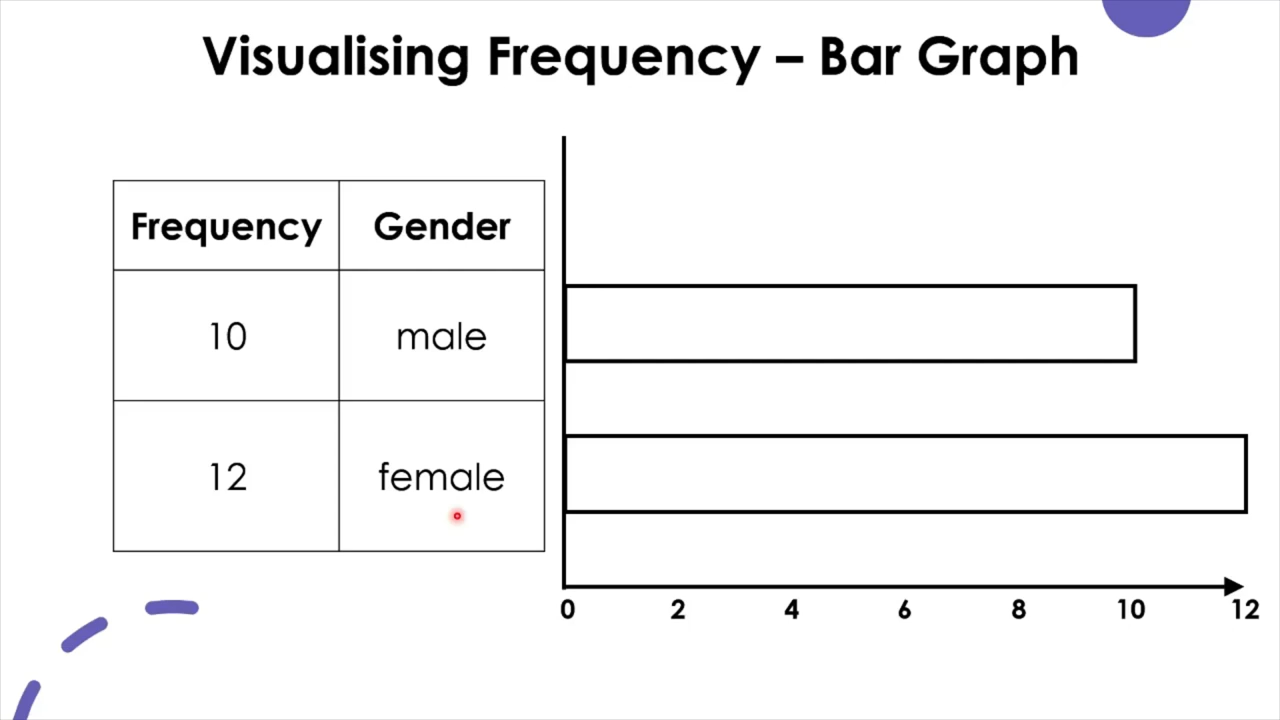 Visualising Frequency – Bar Graph
Frequency Gender
10 male
12 female
0 2 4 6 8 10 12